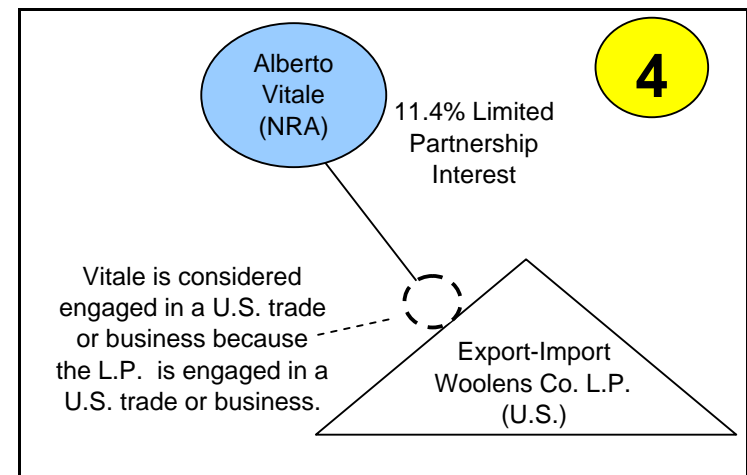 Alberto
Vitale
(NRA)
4
11.4% Limited
Partnership
Interest
Vitale is considered
engaged in a U.S. trade
or business because
the L.P. is engaged in a
U.S. trade or business.
Export-Import
Woolens Co. L.P.
(U.S.)